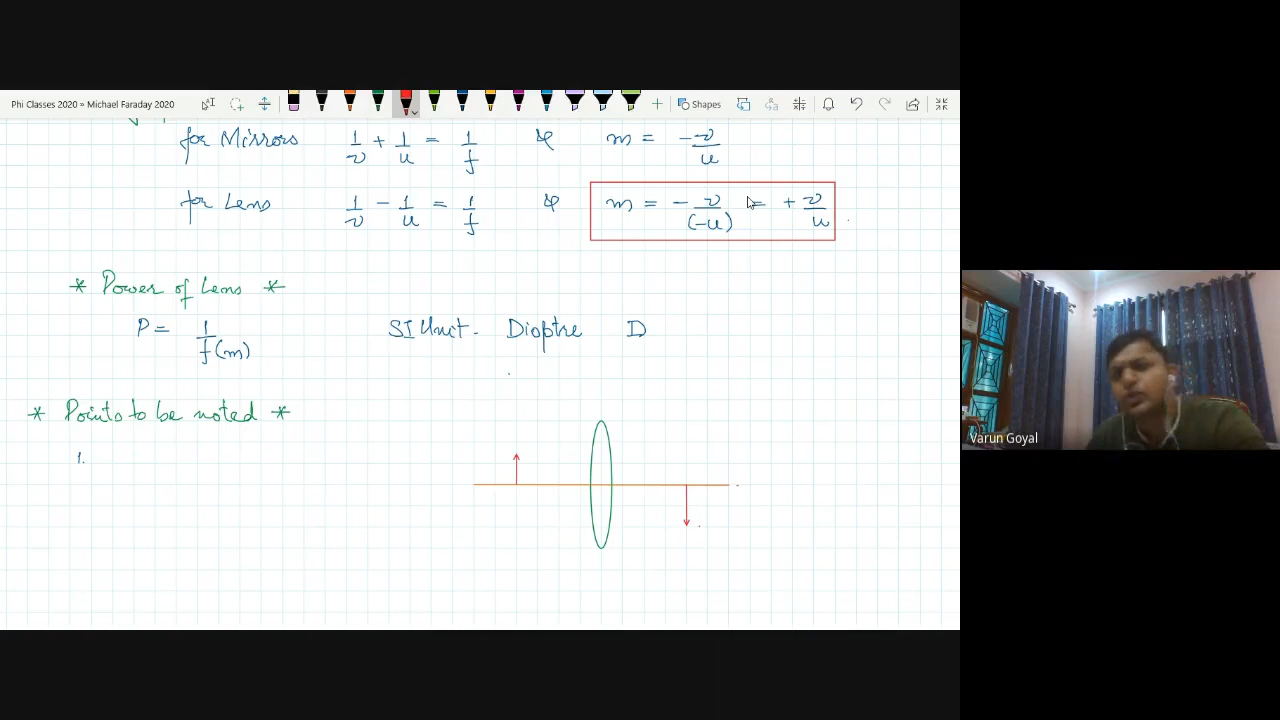 Phi Classes 2020 » Michael Faraday 2020
Shapes
for Mirrors 1/v + 1/u = 1/f & m = -v/u
for Lens 1/v - 1/u = 1/f & m = -v/(-u) = +v/u
* Power of Lens *
P = 1/f(m) SI Unit - Dioptre D
* Points to be noted *
1.
Varun Goyal